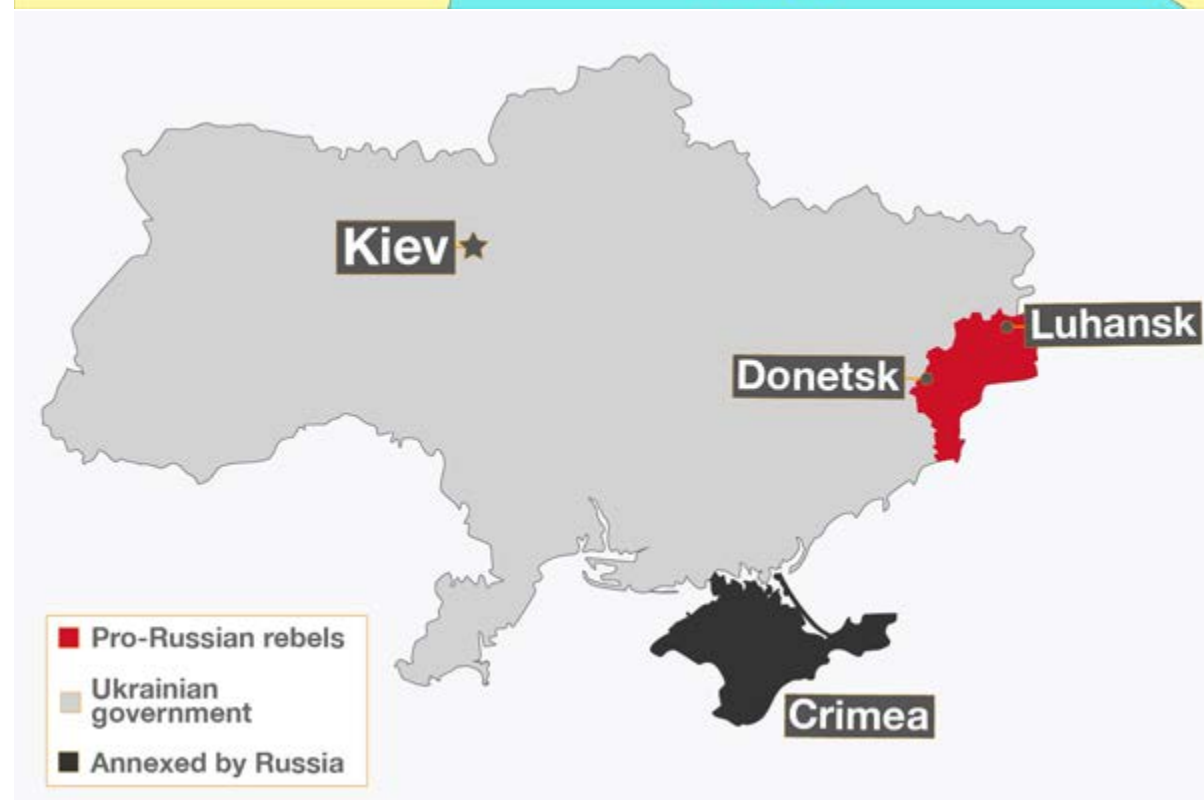 Kiev
Luhansk
Donetsk
Crimea
Pro-Russian rebels
Ukrainian
government
Annexed by Russia